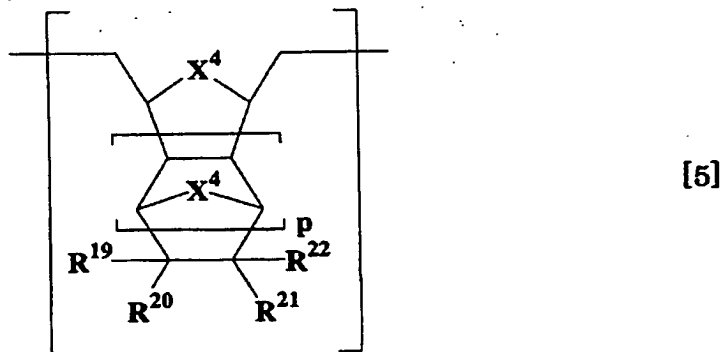 X⁴
[5]
X⁴
p
R¹⁹ R²²
R²⁰ R²¹